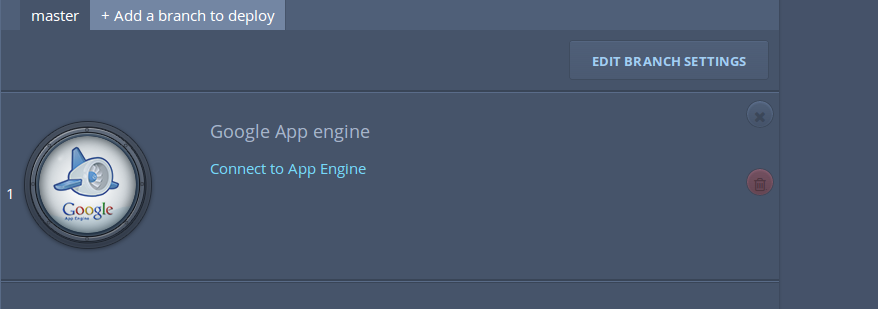 master
+ Add a branch to deploy
EDIT BRANCH SETTINGS
Google App engine
Connect to App Engine
1
Google
App Engine